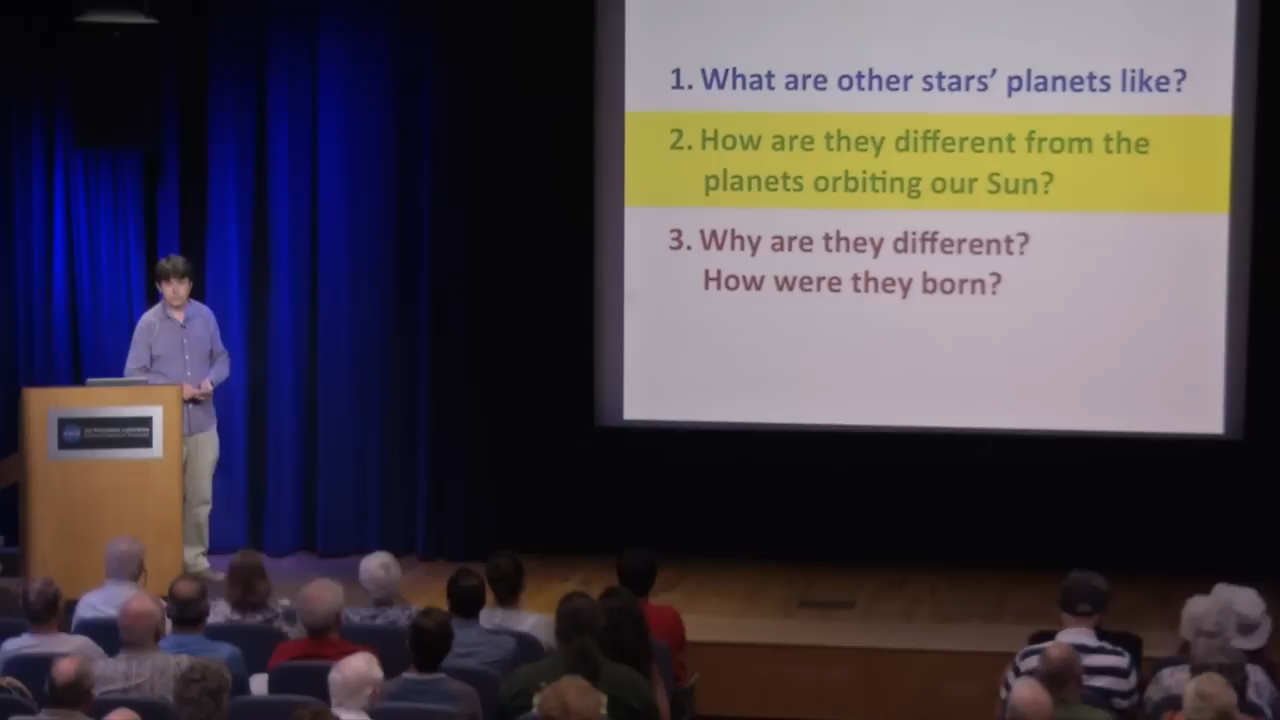 1. What are other stars’ planets like?
2. How are they different from the
planets orbiting our Sun?
3. Why are they different?
How were they born?